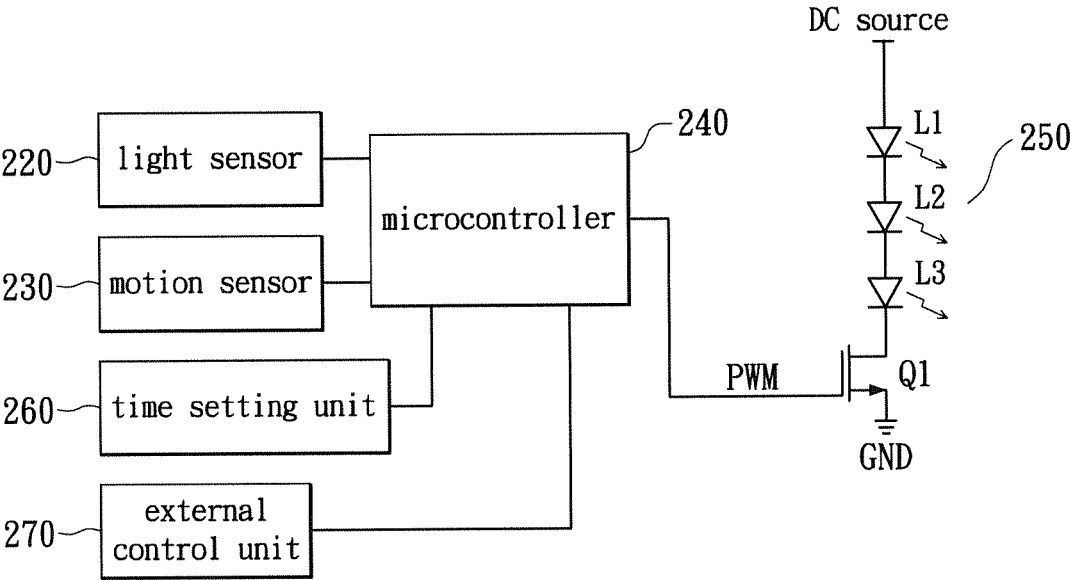 DC source
L1
240
250
220
light sensor
L2
microcontroller
L3
230
motion sensor
PWM
Q1
260
time setting unit
GND
270
external
control unit